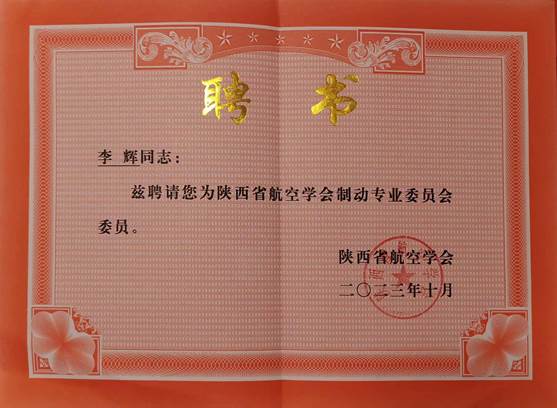 聘 书
李 辉同志：
兹聘请您为陕西省航空学会制动专业委员会
委员。
陕西省航空学会
二〇二三年十月